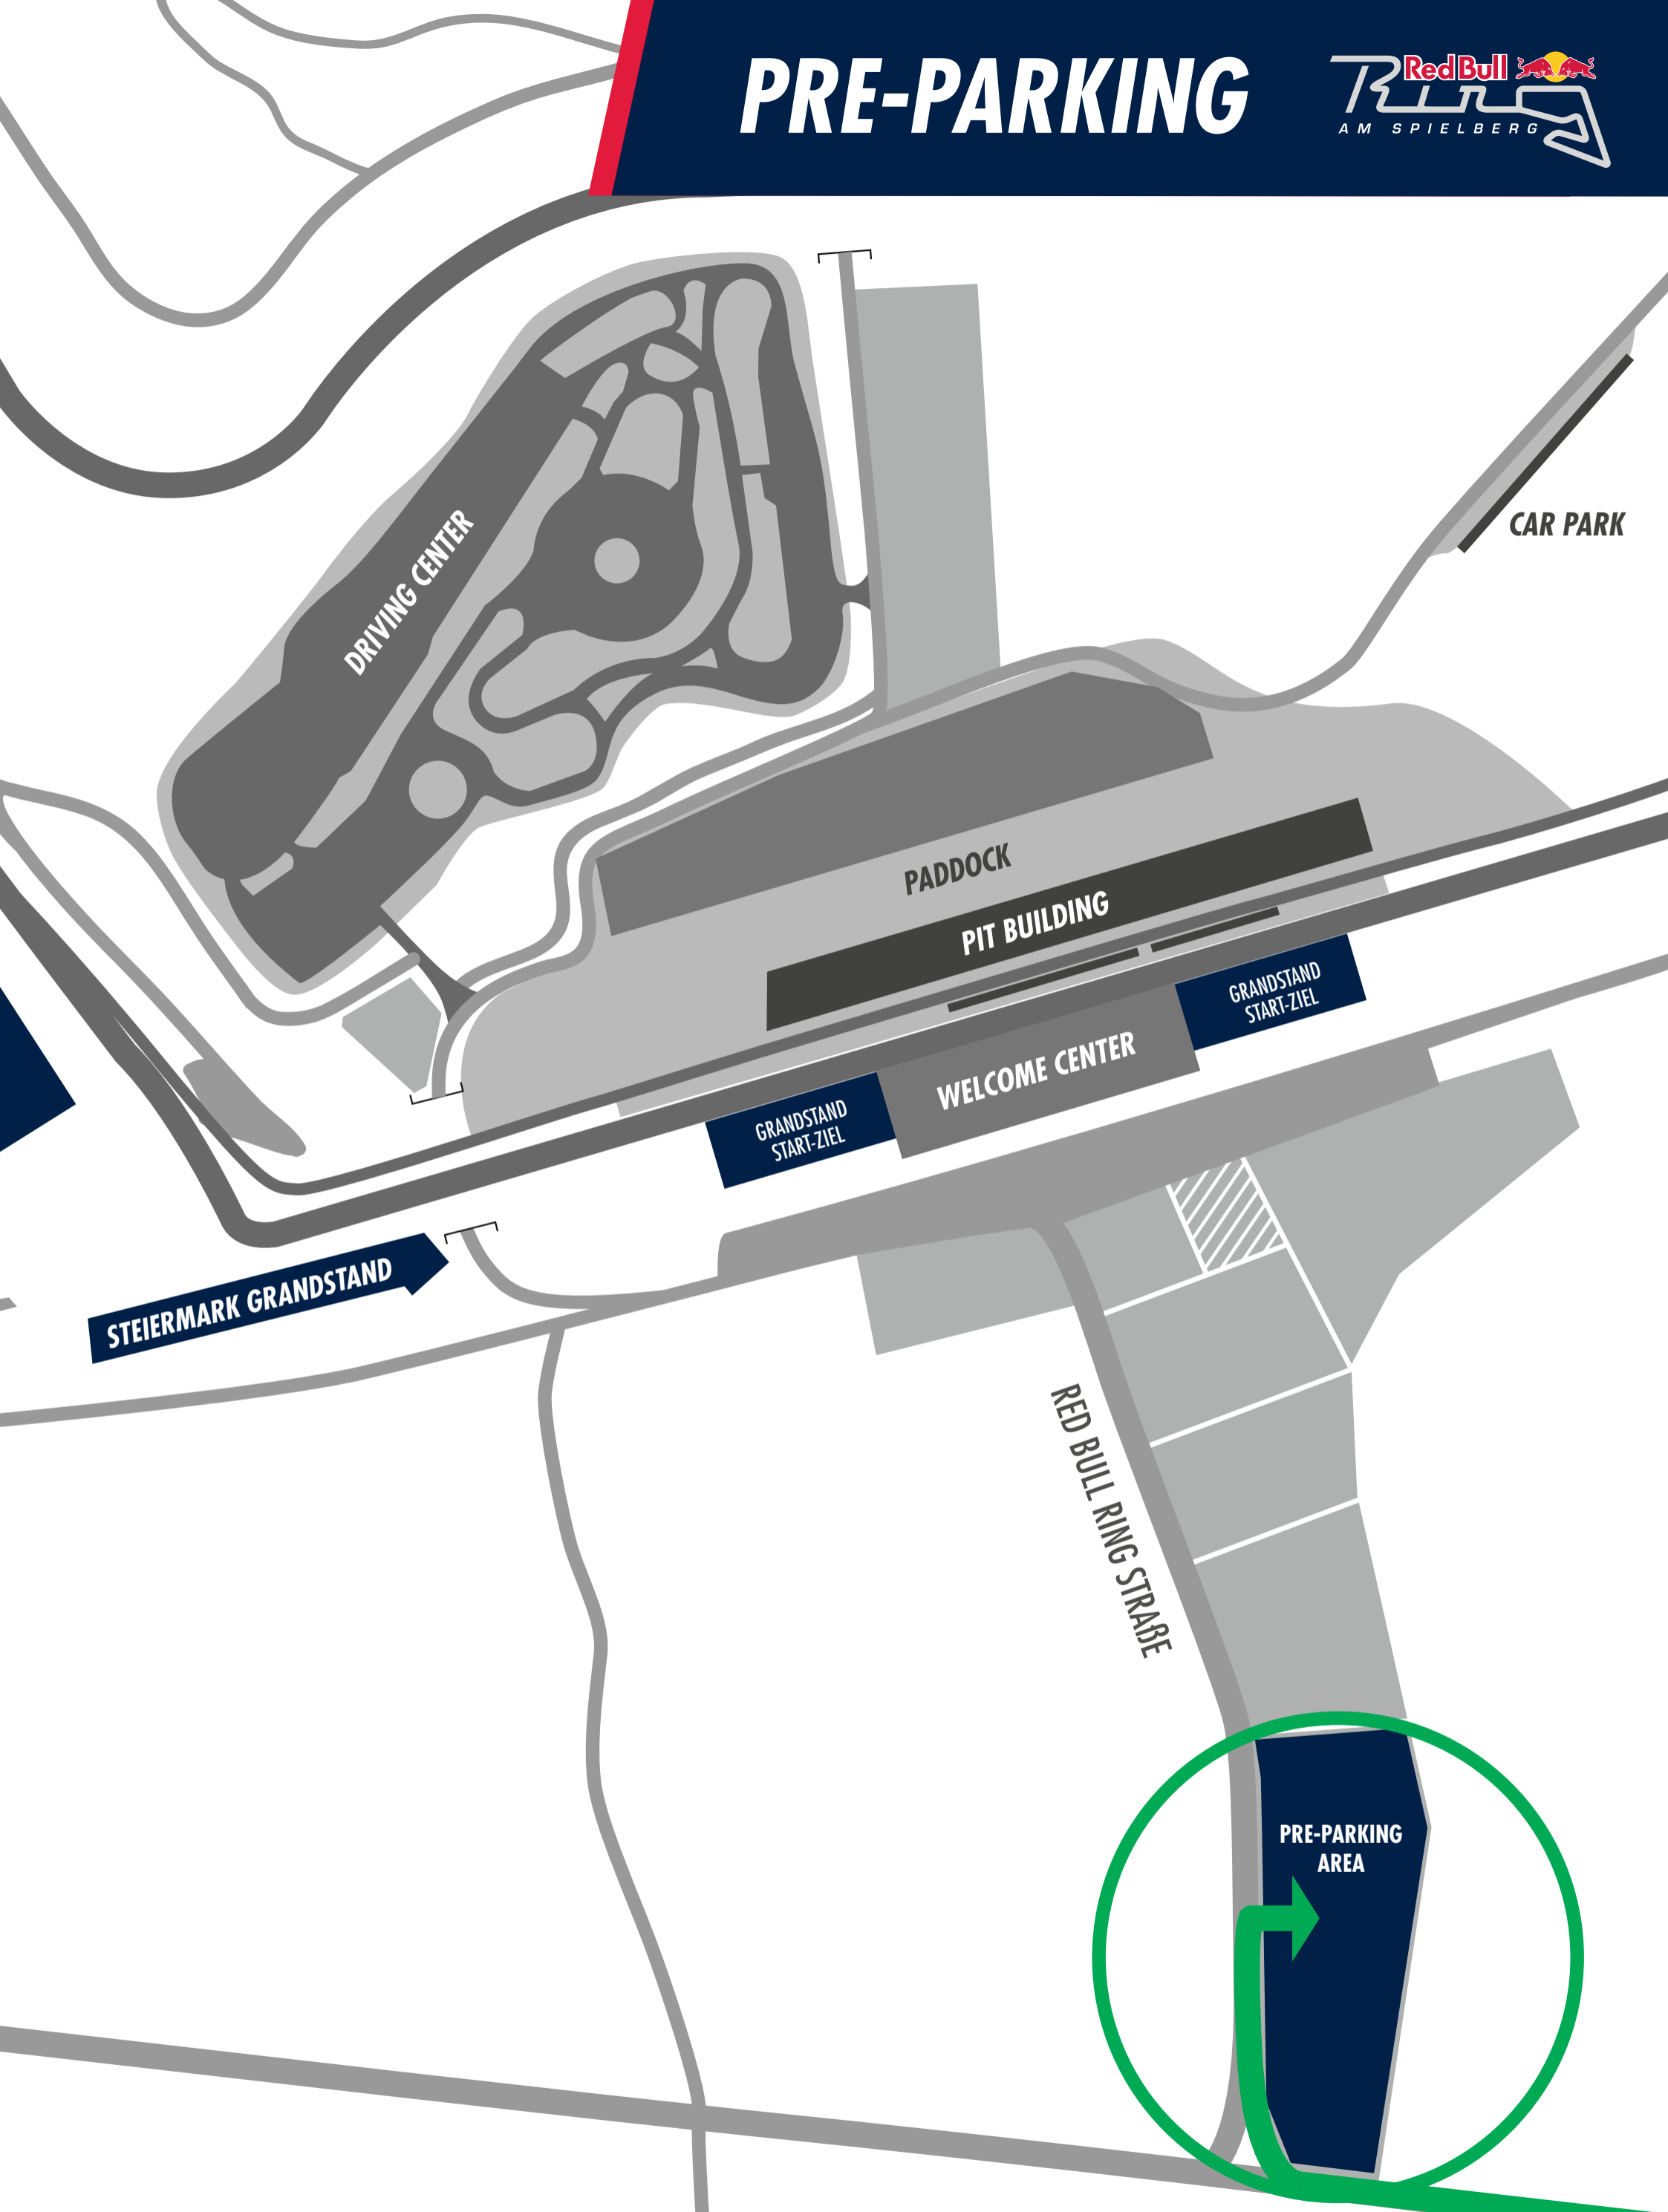 PRE-PARKING
Red Bull
Ring
AM SPIELBERG
CAR PARK
DRIVING CENTER
PADDOCK
PIT BUILDING
GRANDSTAND
START-ZIEL
WELCOME CENTER
GRANDSTAND
START-ZIEL
STEIERMARK GRANDSTAND
RED BULL RING STRAßE
PRE-PARKING
AREA